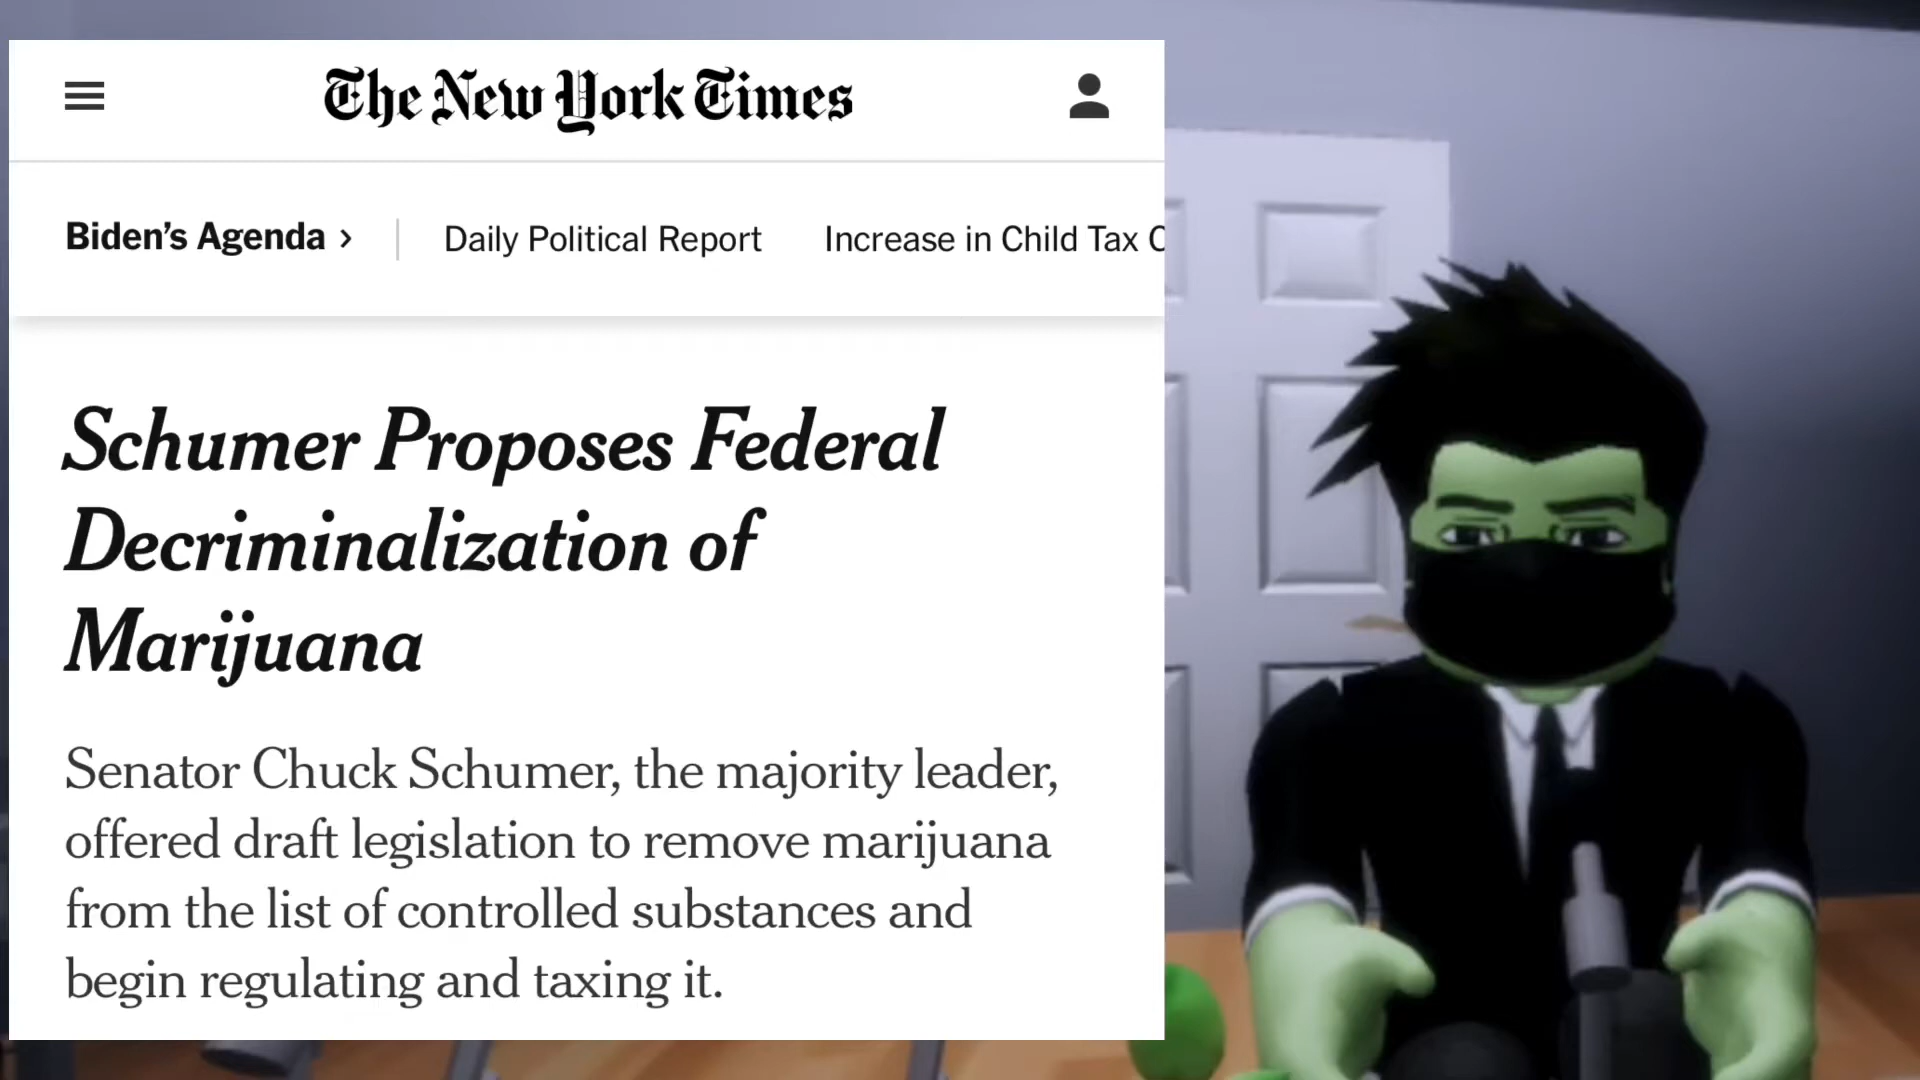 The New York Times
Biden's Agenda > Daily Political Report Increase in Child Tax C
Schumer Proposes Federal
Decriminalization of
Marijuana
Senator Chuck Schumer, the majority leader,
offered draft legislation to remove marijuana
from the list of controlled substances and
begin regulating and taxing it.